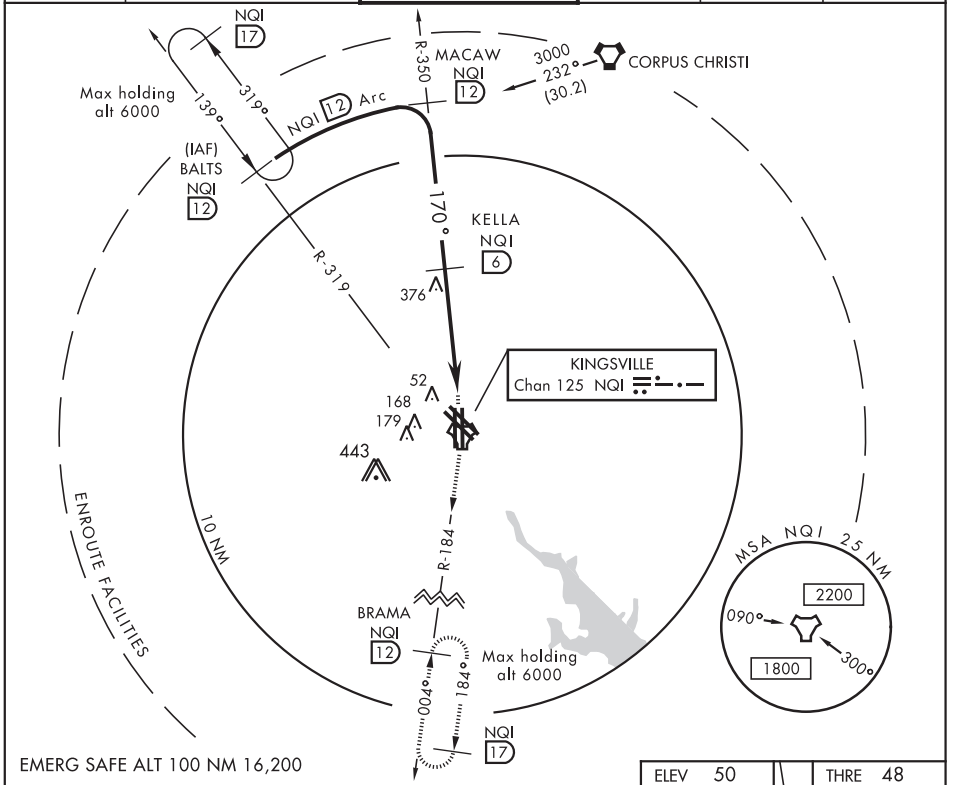 NQI
17
R-350
MACAW
NQI
12
3000
232°
(30.2)
CORPUS CHRISTI
Max holding
alt 6000
139°
319°
NQI 12 Arc
(IAF)
BALTS
NQI
12
170°
KELLA
NQI
6
R-319
376
KINGSVILLE
Chan 125 NQI
52
168
179
443
ENROUTE FACILITIES
10 NM
R-184
MSA NQI 25 NM
2200
090°
1800
300°
BRAMA
NQI
12
Max holding
alt 6000
004°
184°
NQI
17
EMERG SAFE ALT 100 NM 16,200
ELEV 50
THRE 48